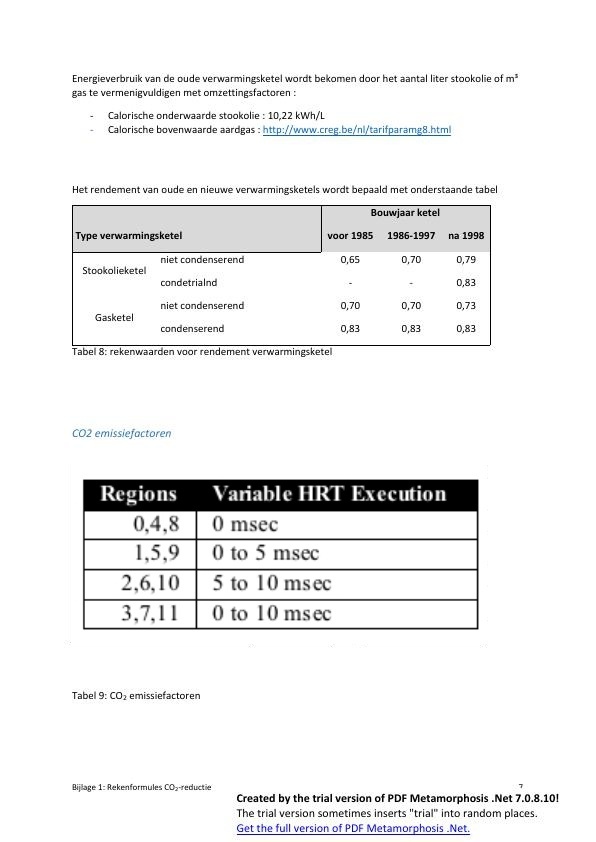 Energieverbruik van de oude verwarmingsketel wordt bekomen door het aantal liter stookolie of m³
gas te vermenigvuldigen met omzettingsfactoren :
- Calorische onderwaarde stookolie : 10,22 kWh/L
- Calorische bovenwaarde aardgas : http://www.creg.be/nl/tarifparamg8.html
Het rendement van oude en nieuwe verwarmingsketels wordt bepaald met onderstaande tabel
Bouwjaar ketel
Type verwarmingsketel voor 1985 1986-1997 na 1998
Stookolieketel niet condenserend 0,65 0,70 0,79
condetrialnd - - 0,83
Gasketel niet condenserend 0,70 0,70 0,73
condenserend 0,83 0,83 0,83
Tabel 8: rekenwaarden voor rendement verwarmingsketel
CO2 emissiefactoren
Regions Variable HRT Execution
0,4,8 0 msec
1,5,9 0 to 5 msec
2,6,10 5 to 10 msec
3,7,11 0 to 10 msec
Tabel 9: CO₂ emissiefactoren
Bijlage 1: Rekenformules CO₂-reductie
Created by the trial version of PDF Metamorphosis .Net 7.0.8.10!
The trial version sometimes inserts "trial" into random places.
Get the full version of PDF Metamorphosis .Net.